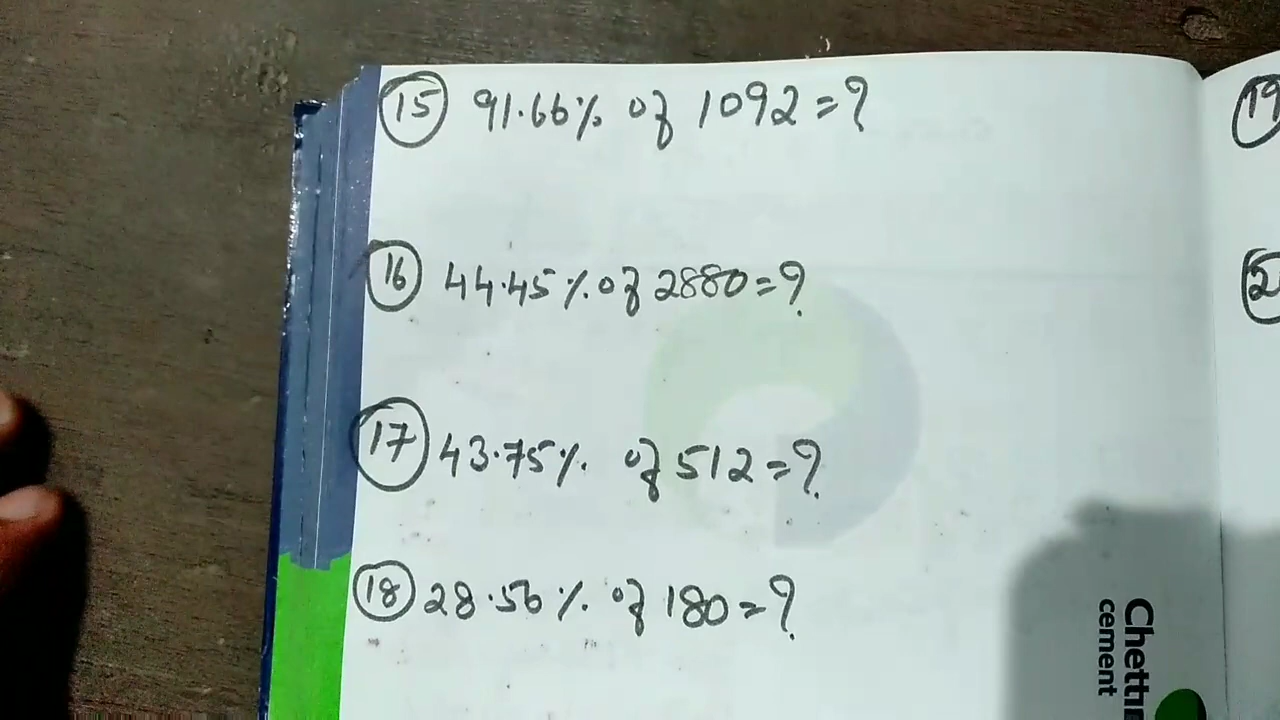 15 91.66% of 1092=?
16 44.45% of 2880=?
17 43.75% of 512=?
18 28.56% of 180=?
19
cement